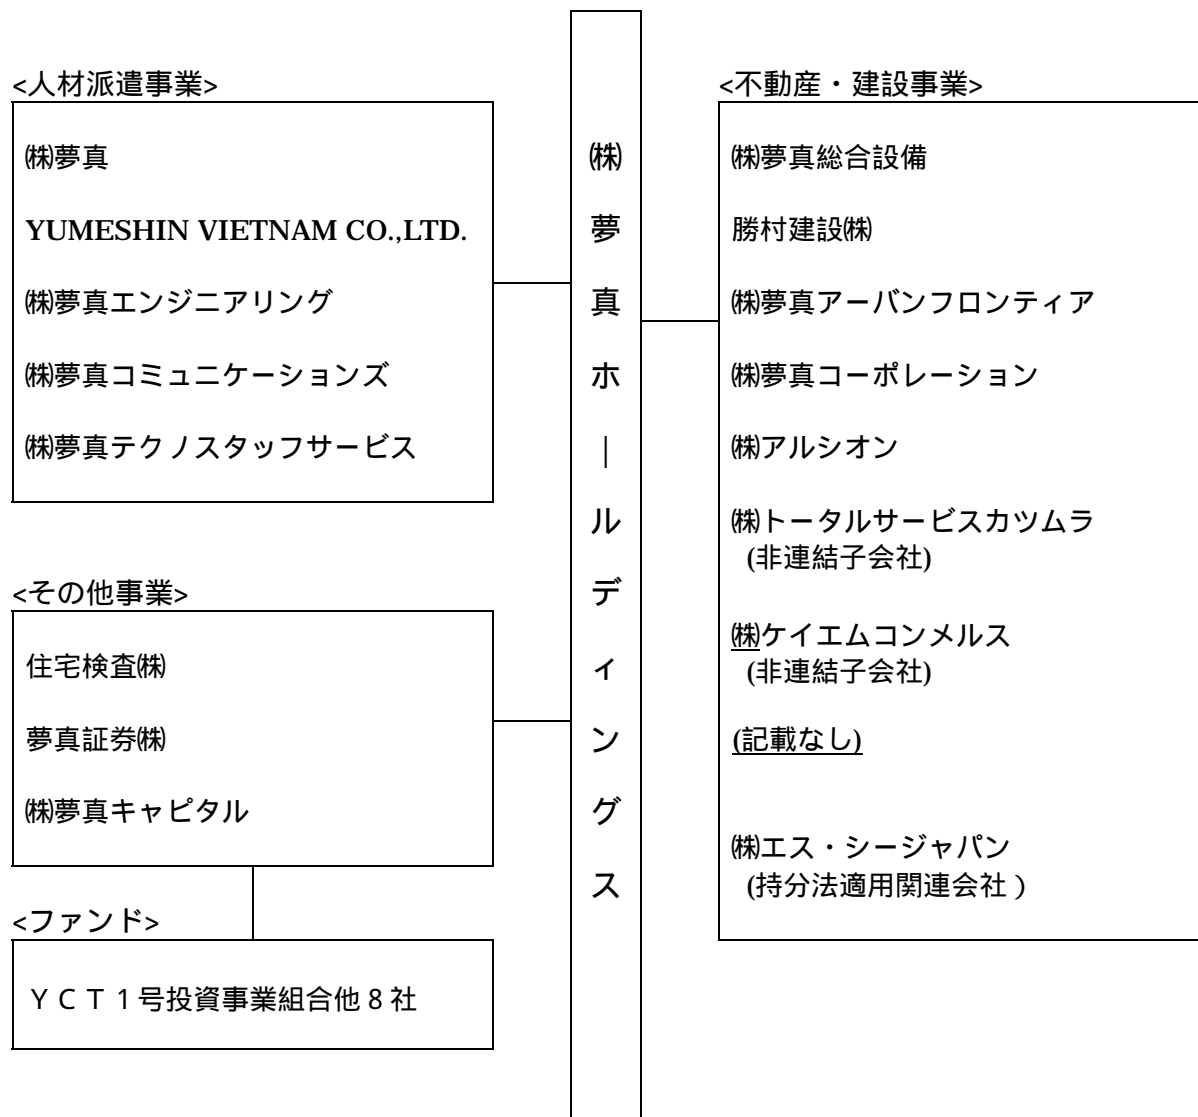 <人材派遣事業>
㈱夢真
YUMESHIN VIETNAM CO.,LTD.
㈱夢真エンジニアリング
㈱夢真コミュニケーションズ
㈱夢真テクノスタッフサービス
<その他事業>
住宅検査㈱
夢真証券㈱
㈱夢真キャピタル
<ファンド>
ＹＣＴ１号投資事業組合他８社
㈱夢真ホールディングス
<不動産・建設事業>
㈱夢真総合設備
勝村建設㈱
㈱夢真アーバンフロンティア
㈱夢真コーポレーション
㈱アルシオン
㈱トータルサービスカツムラ
(非連結子会社)
㈱ケイエムコンメルス
(非連結子会社)
(記載なし)
㈱エス・シージャパン
(持分法適用関連会社）